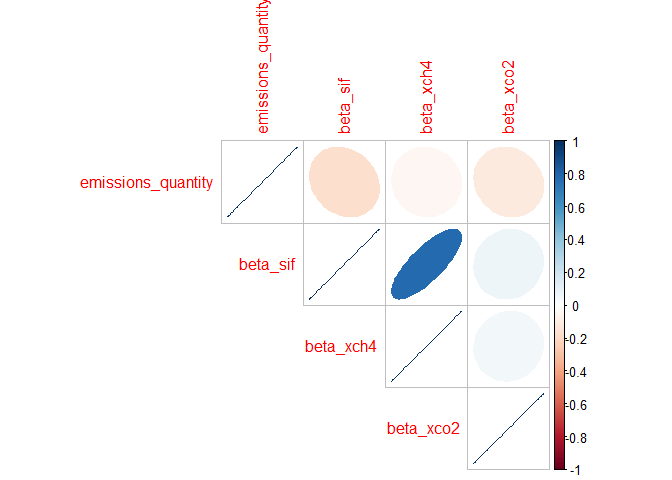 emissions_quantity
beta_sif
beta_xch4
beta_xco2
emissions_quantity
beta_sif
beta_xch4
beta_xco2
1
0.8
0.6
0.4
0.2
0
-0.2
-0.4
-0.6
-0.8
-1